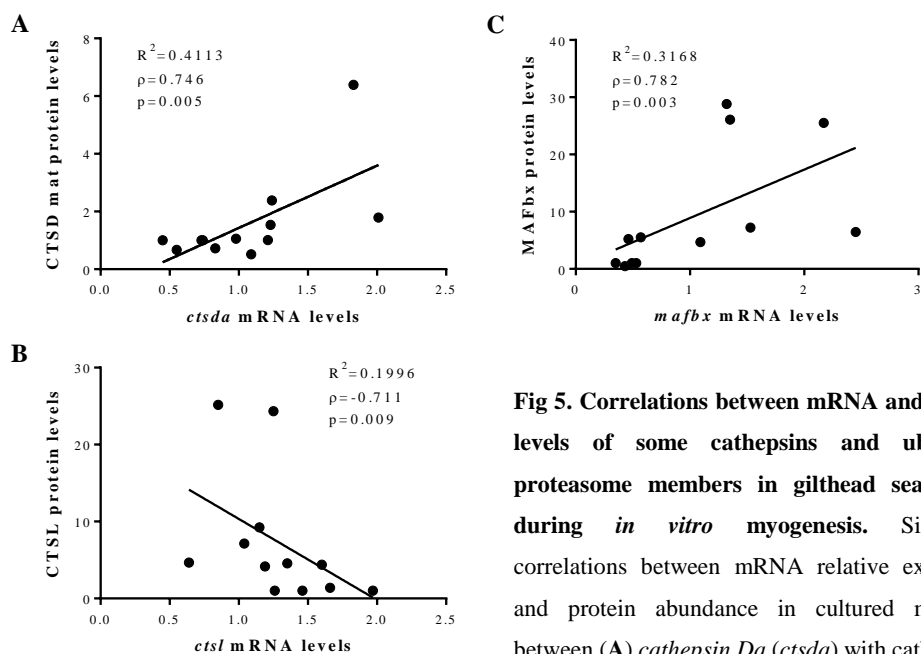 A
CTSD mat protein levels
8
6
4
2
0
R²=0.4113
ρ=0.746
p=0.005
0.0 0.5 1.0 1.5 2.0 2.5
ctsda mRNA levels
B
CTSL protein levels
30
20
10
0
R²=0.1996
ρ=-0.711
p=0.009
0.0 0.5 1.0 1.5 2.0 2.5
ctsl mRNA levels
C
MAFbx protein levels
40
30
20
10
0
R²=0.3168
ρ=0.782
p=0.003
0 1 2 3
mafbx mRNA levels
Fig 5. Correlations between mRNA and
levels of some cathepsins and ub
proteasome members in gilthead sea
during in vitro myogenesis. Si
correlations between mRNA relative ex
and protein abundance in cultured m
between (A) cathepsin Da (ctsda) with cath